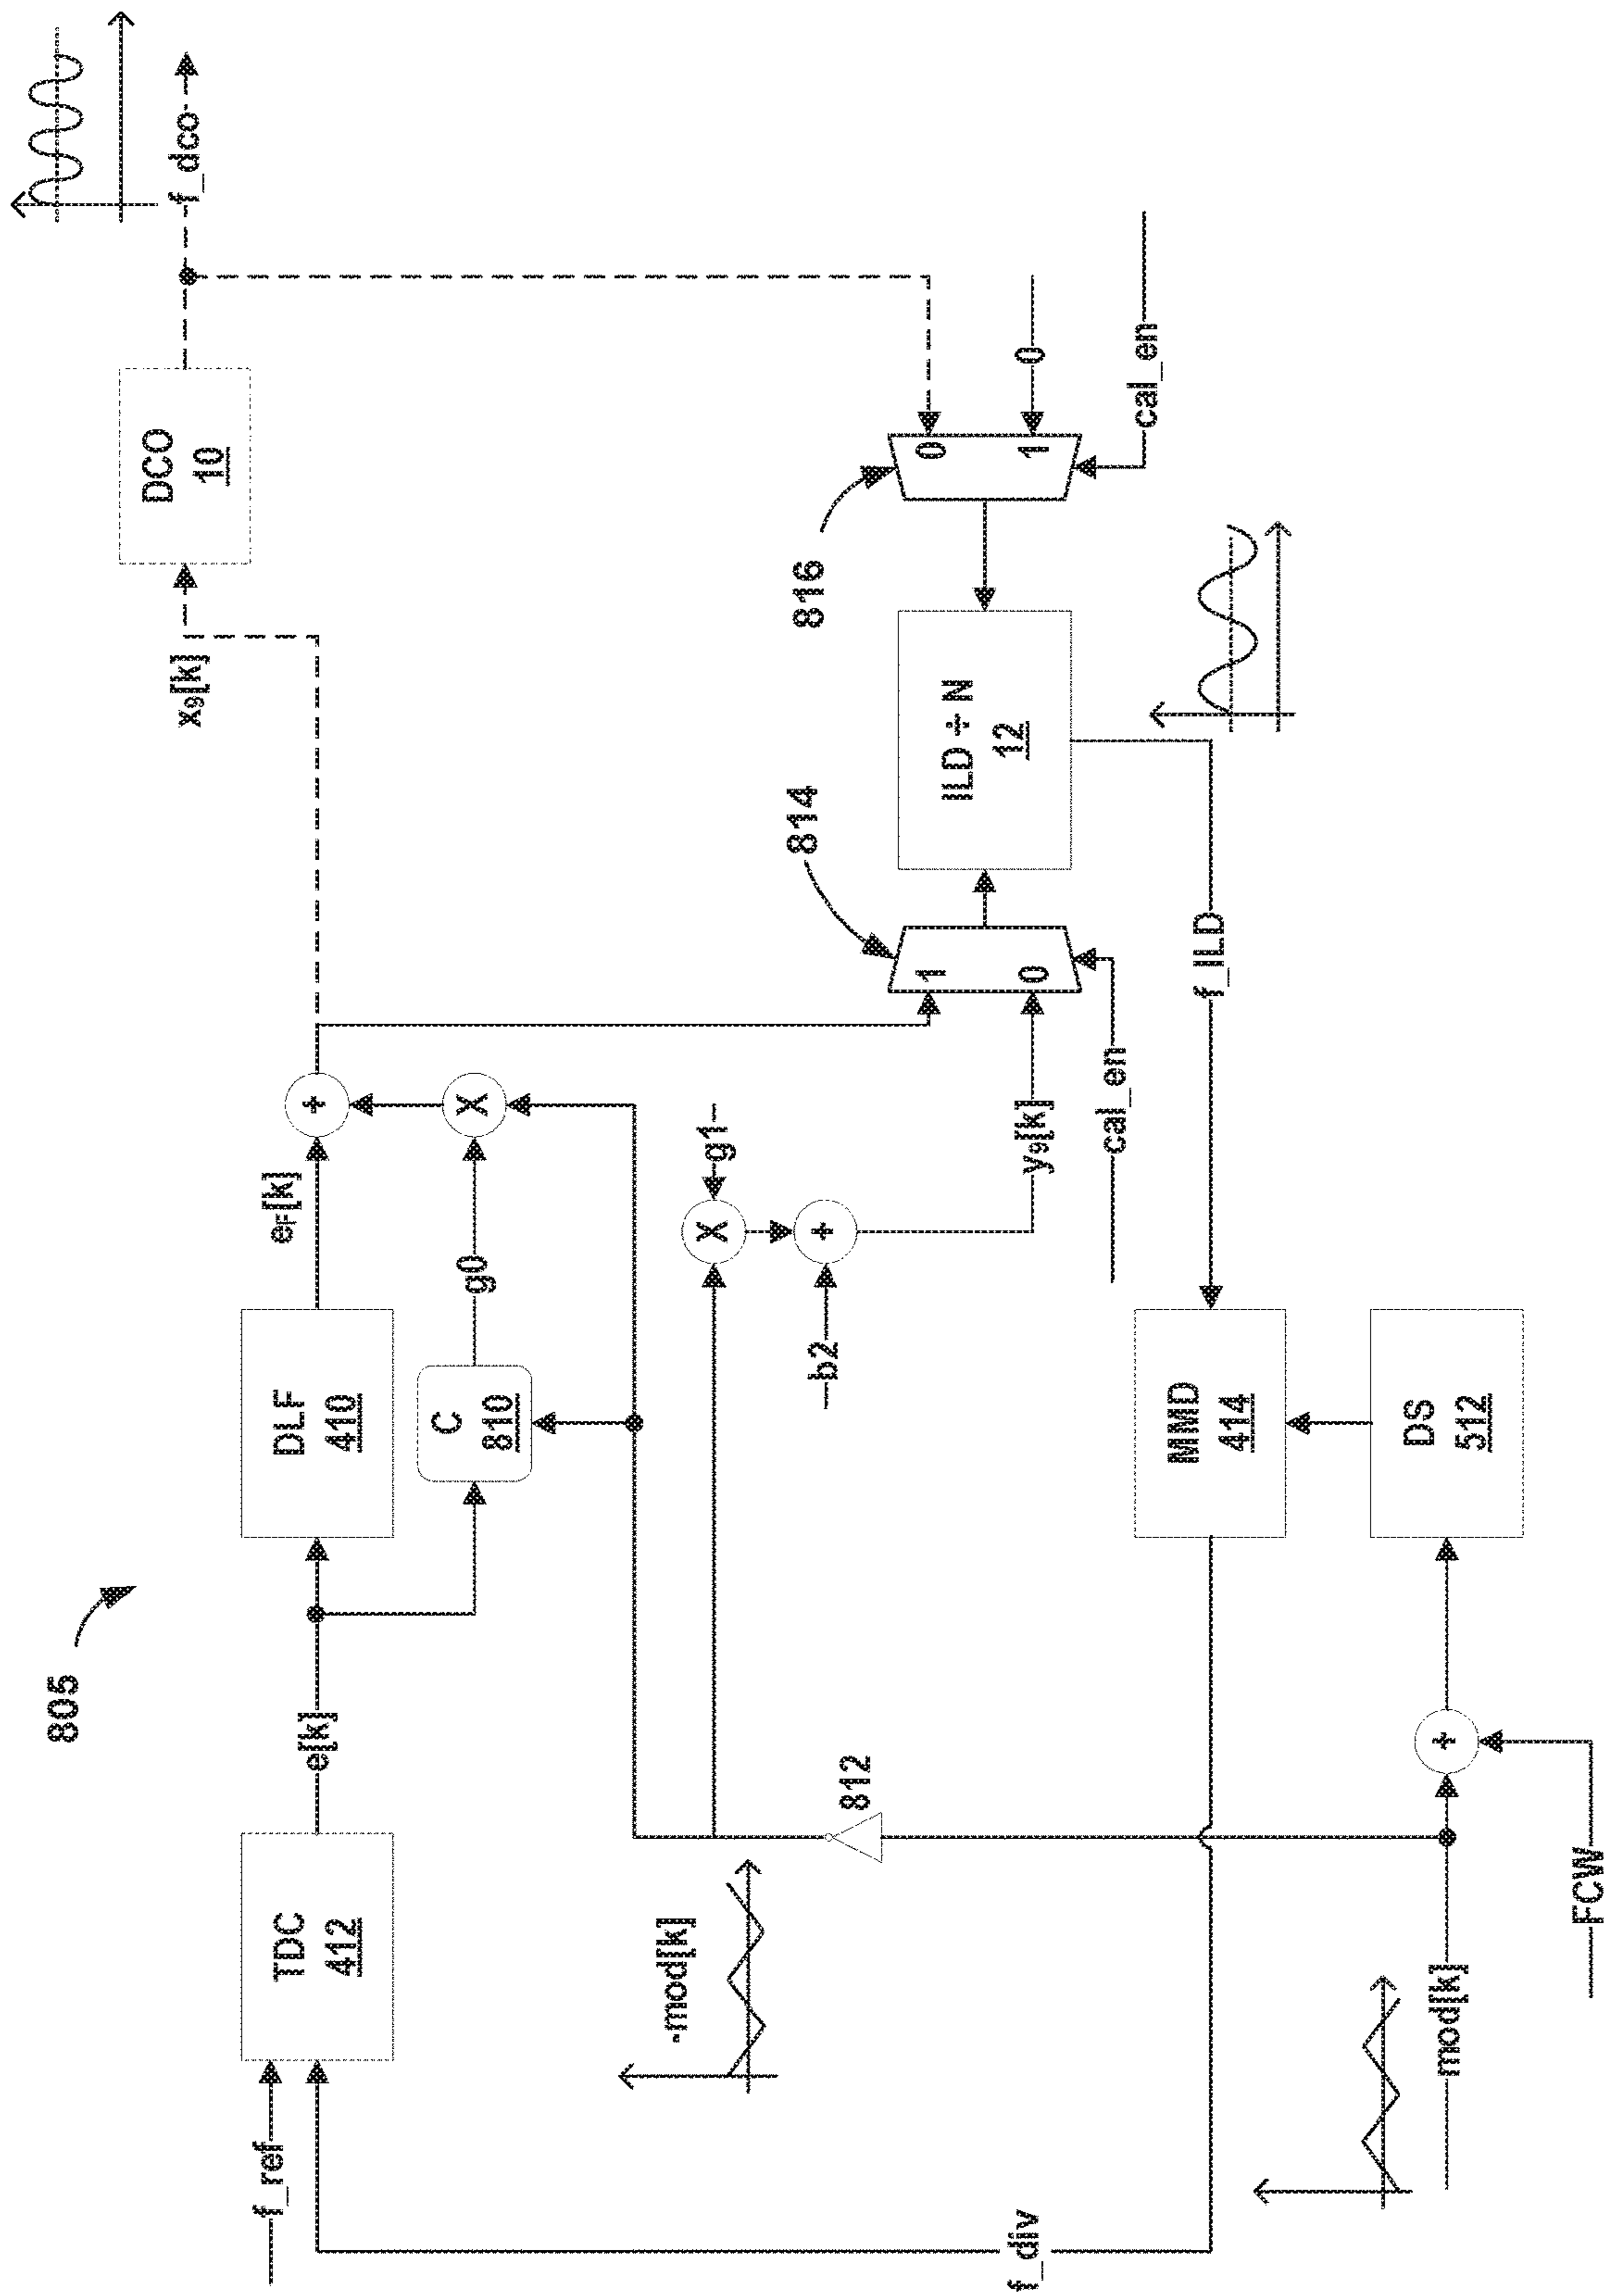 805
f_ref
TDC
412
e[k]
DLF
410
eF[k]
+
x9[k]
DCO
10
f_dco
C
810
g0
X
-mod[k]
812
X
g1
b2
+
y9[k]
814
1
0
cal_en
ILD ÷ N
12
816
0
1
0
cal_en
f_div
MMD
414
f_ILD
mod[k]
+
FCW
DS
512